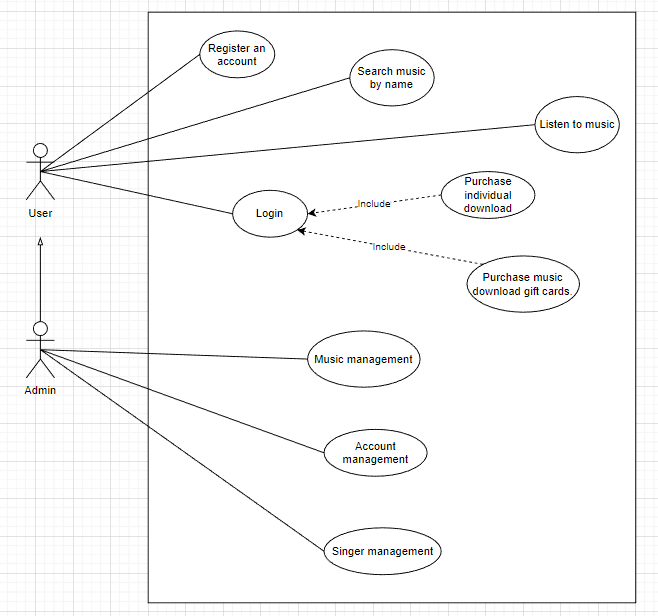 Register an
account
Search music
by name
Listen to music
User
Login
Include
Purchase
individual
download
Include
Purchase music
download gift cards.
Admin
Music management
Account
management
Singer management